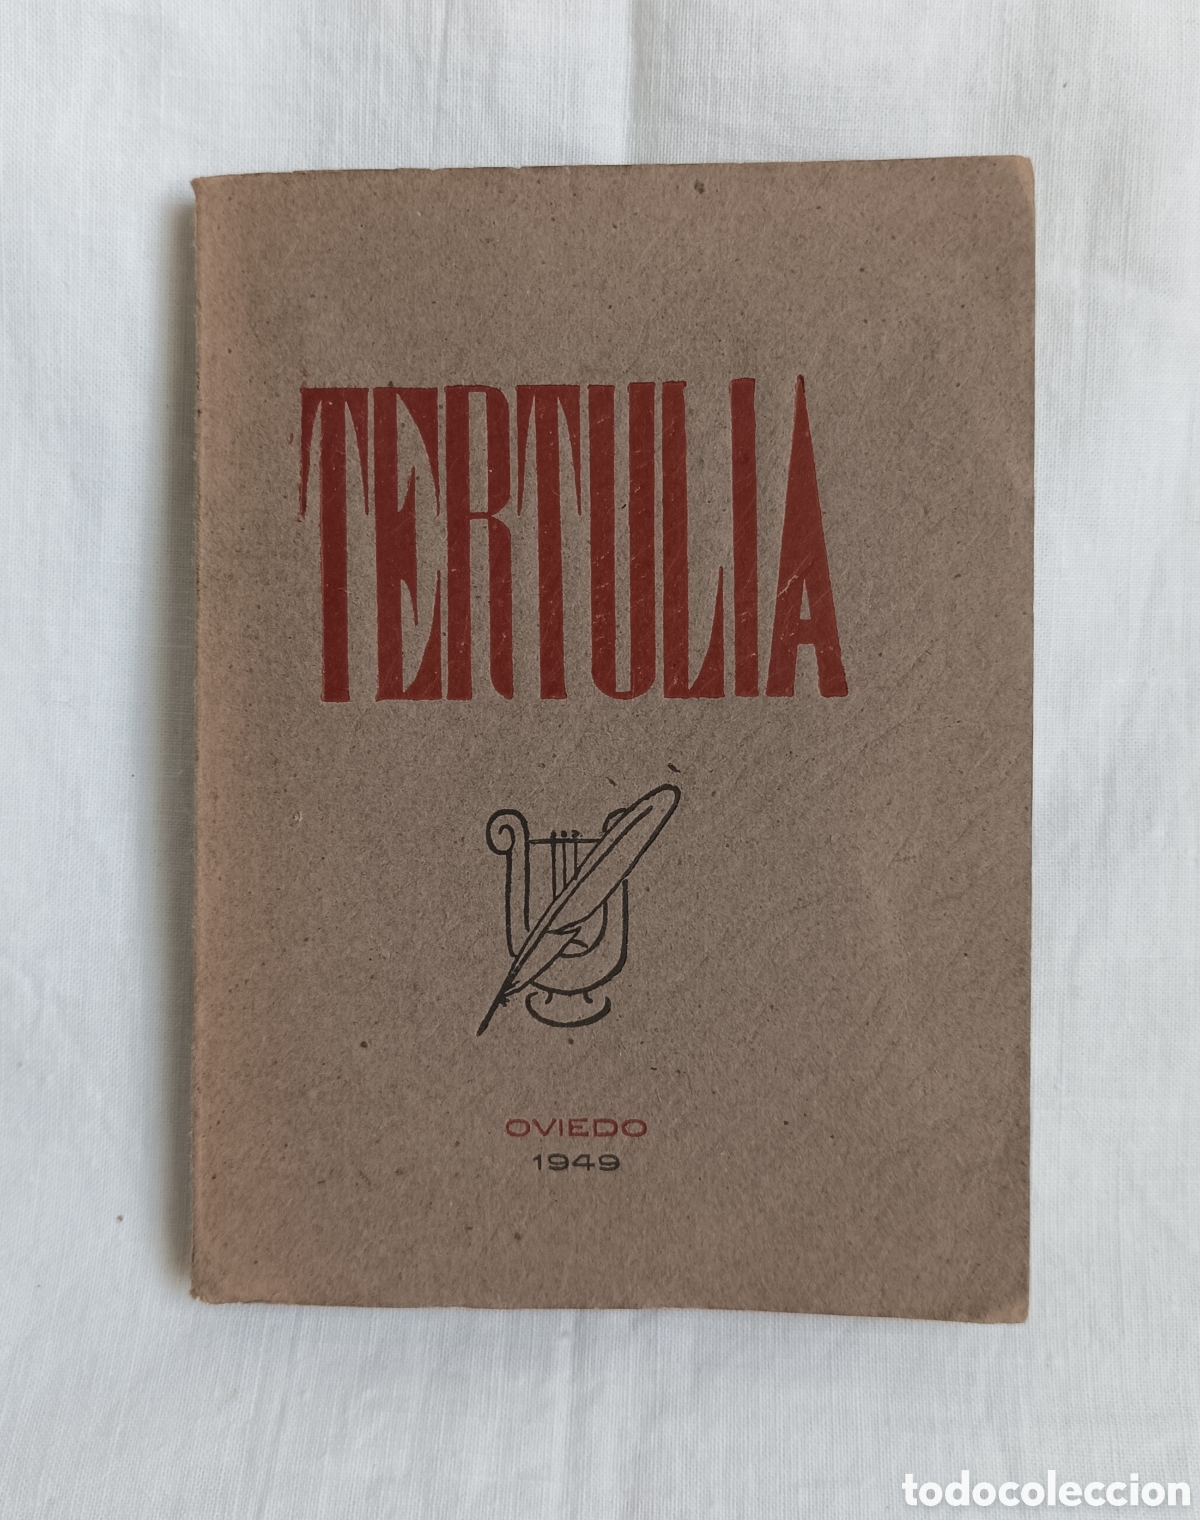 TERTULIA
OVIEDO
1949
todocoleccion